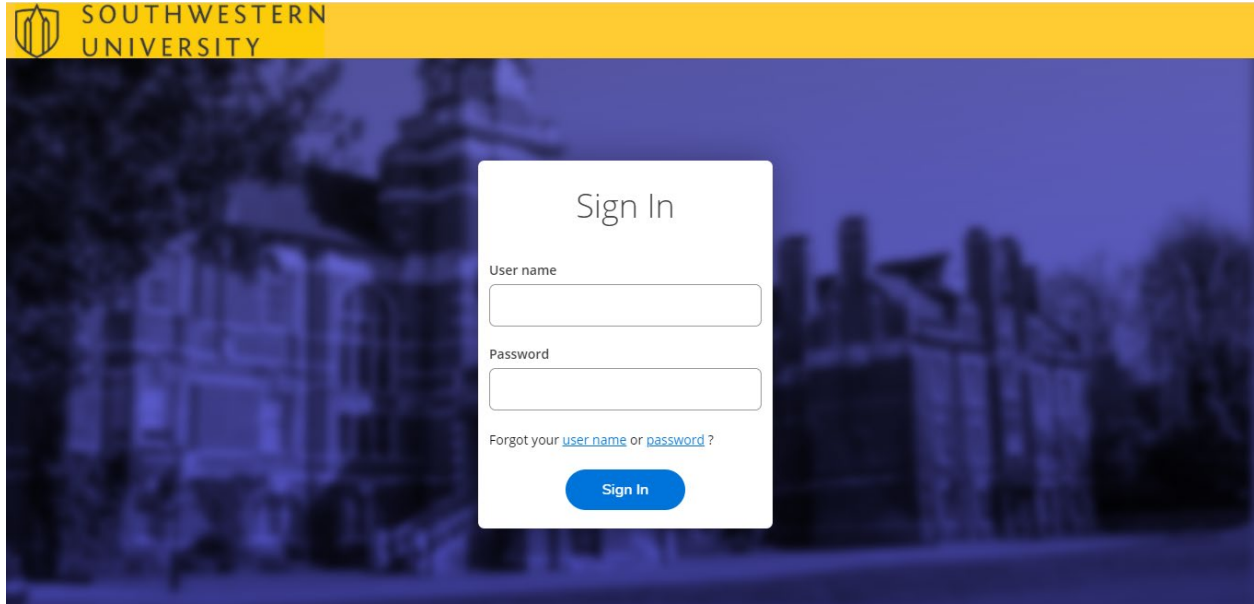 SOUTHWESTERN
UNIVERSITY
Sign In
User name
Password
Forgot your user name or password ?
Sign In